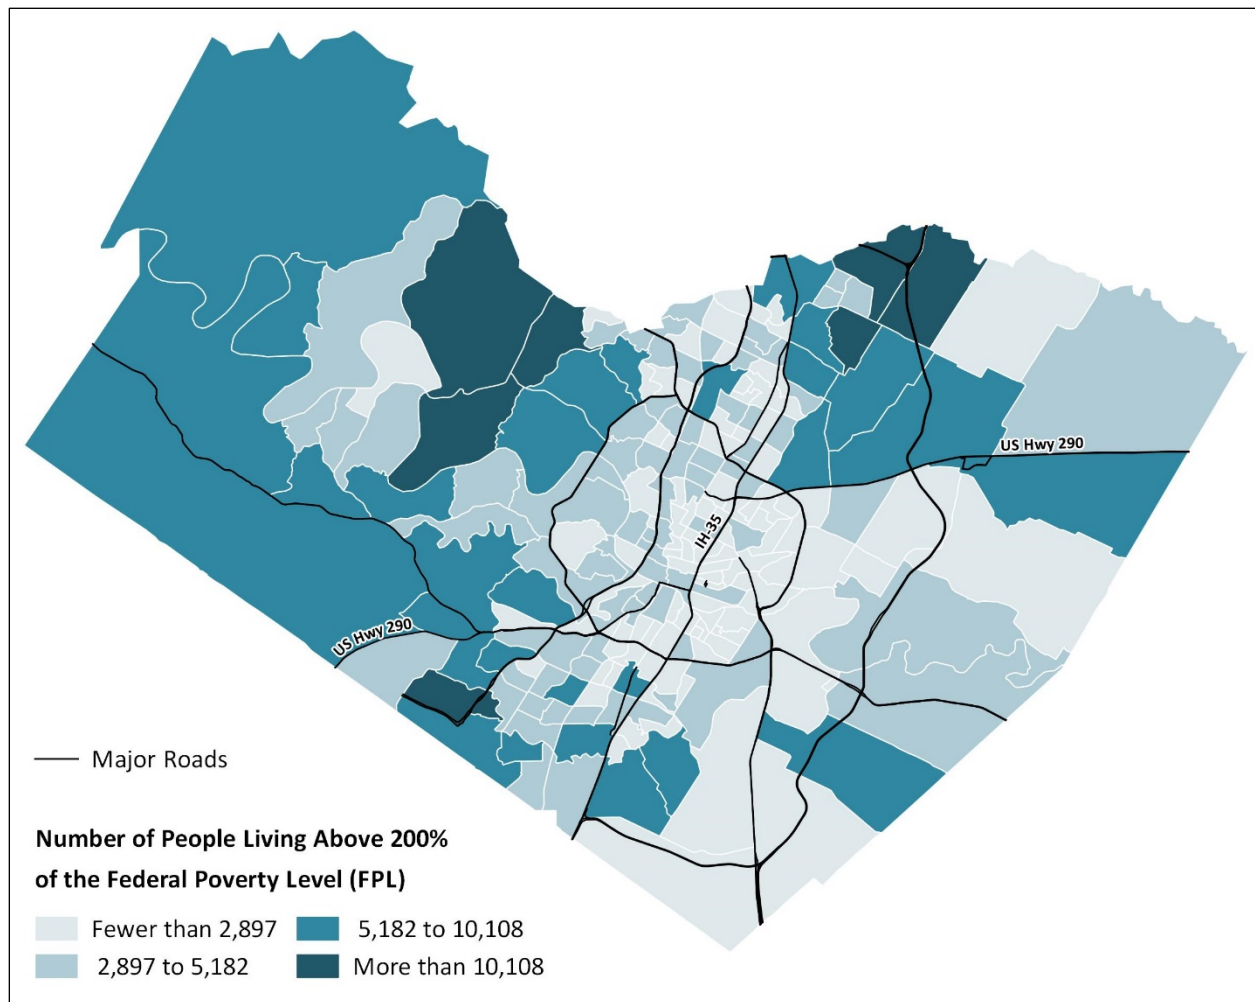 US Hwy 290
IH-35
US Hwy 290
Major Roads
Number of People Living Above 200%
of the Federal Poverty Level (FPL)
Fewer than 2,897
5,182 to 10,108
2,897 to 5,182
More than 10,108